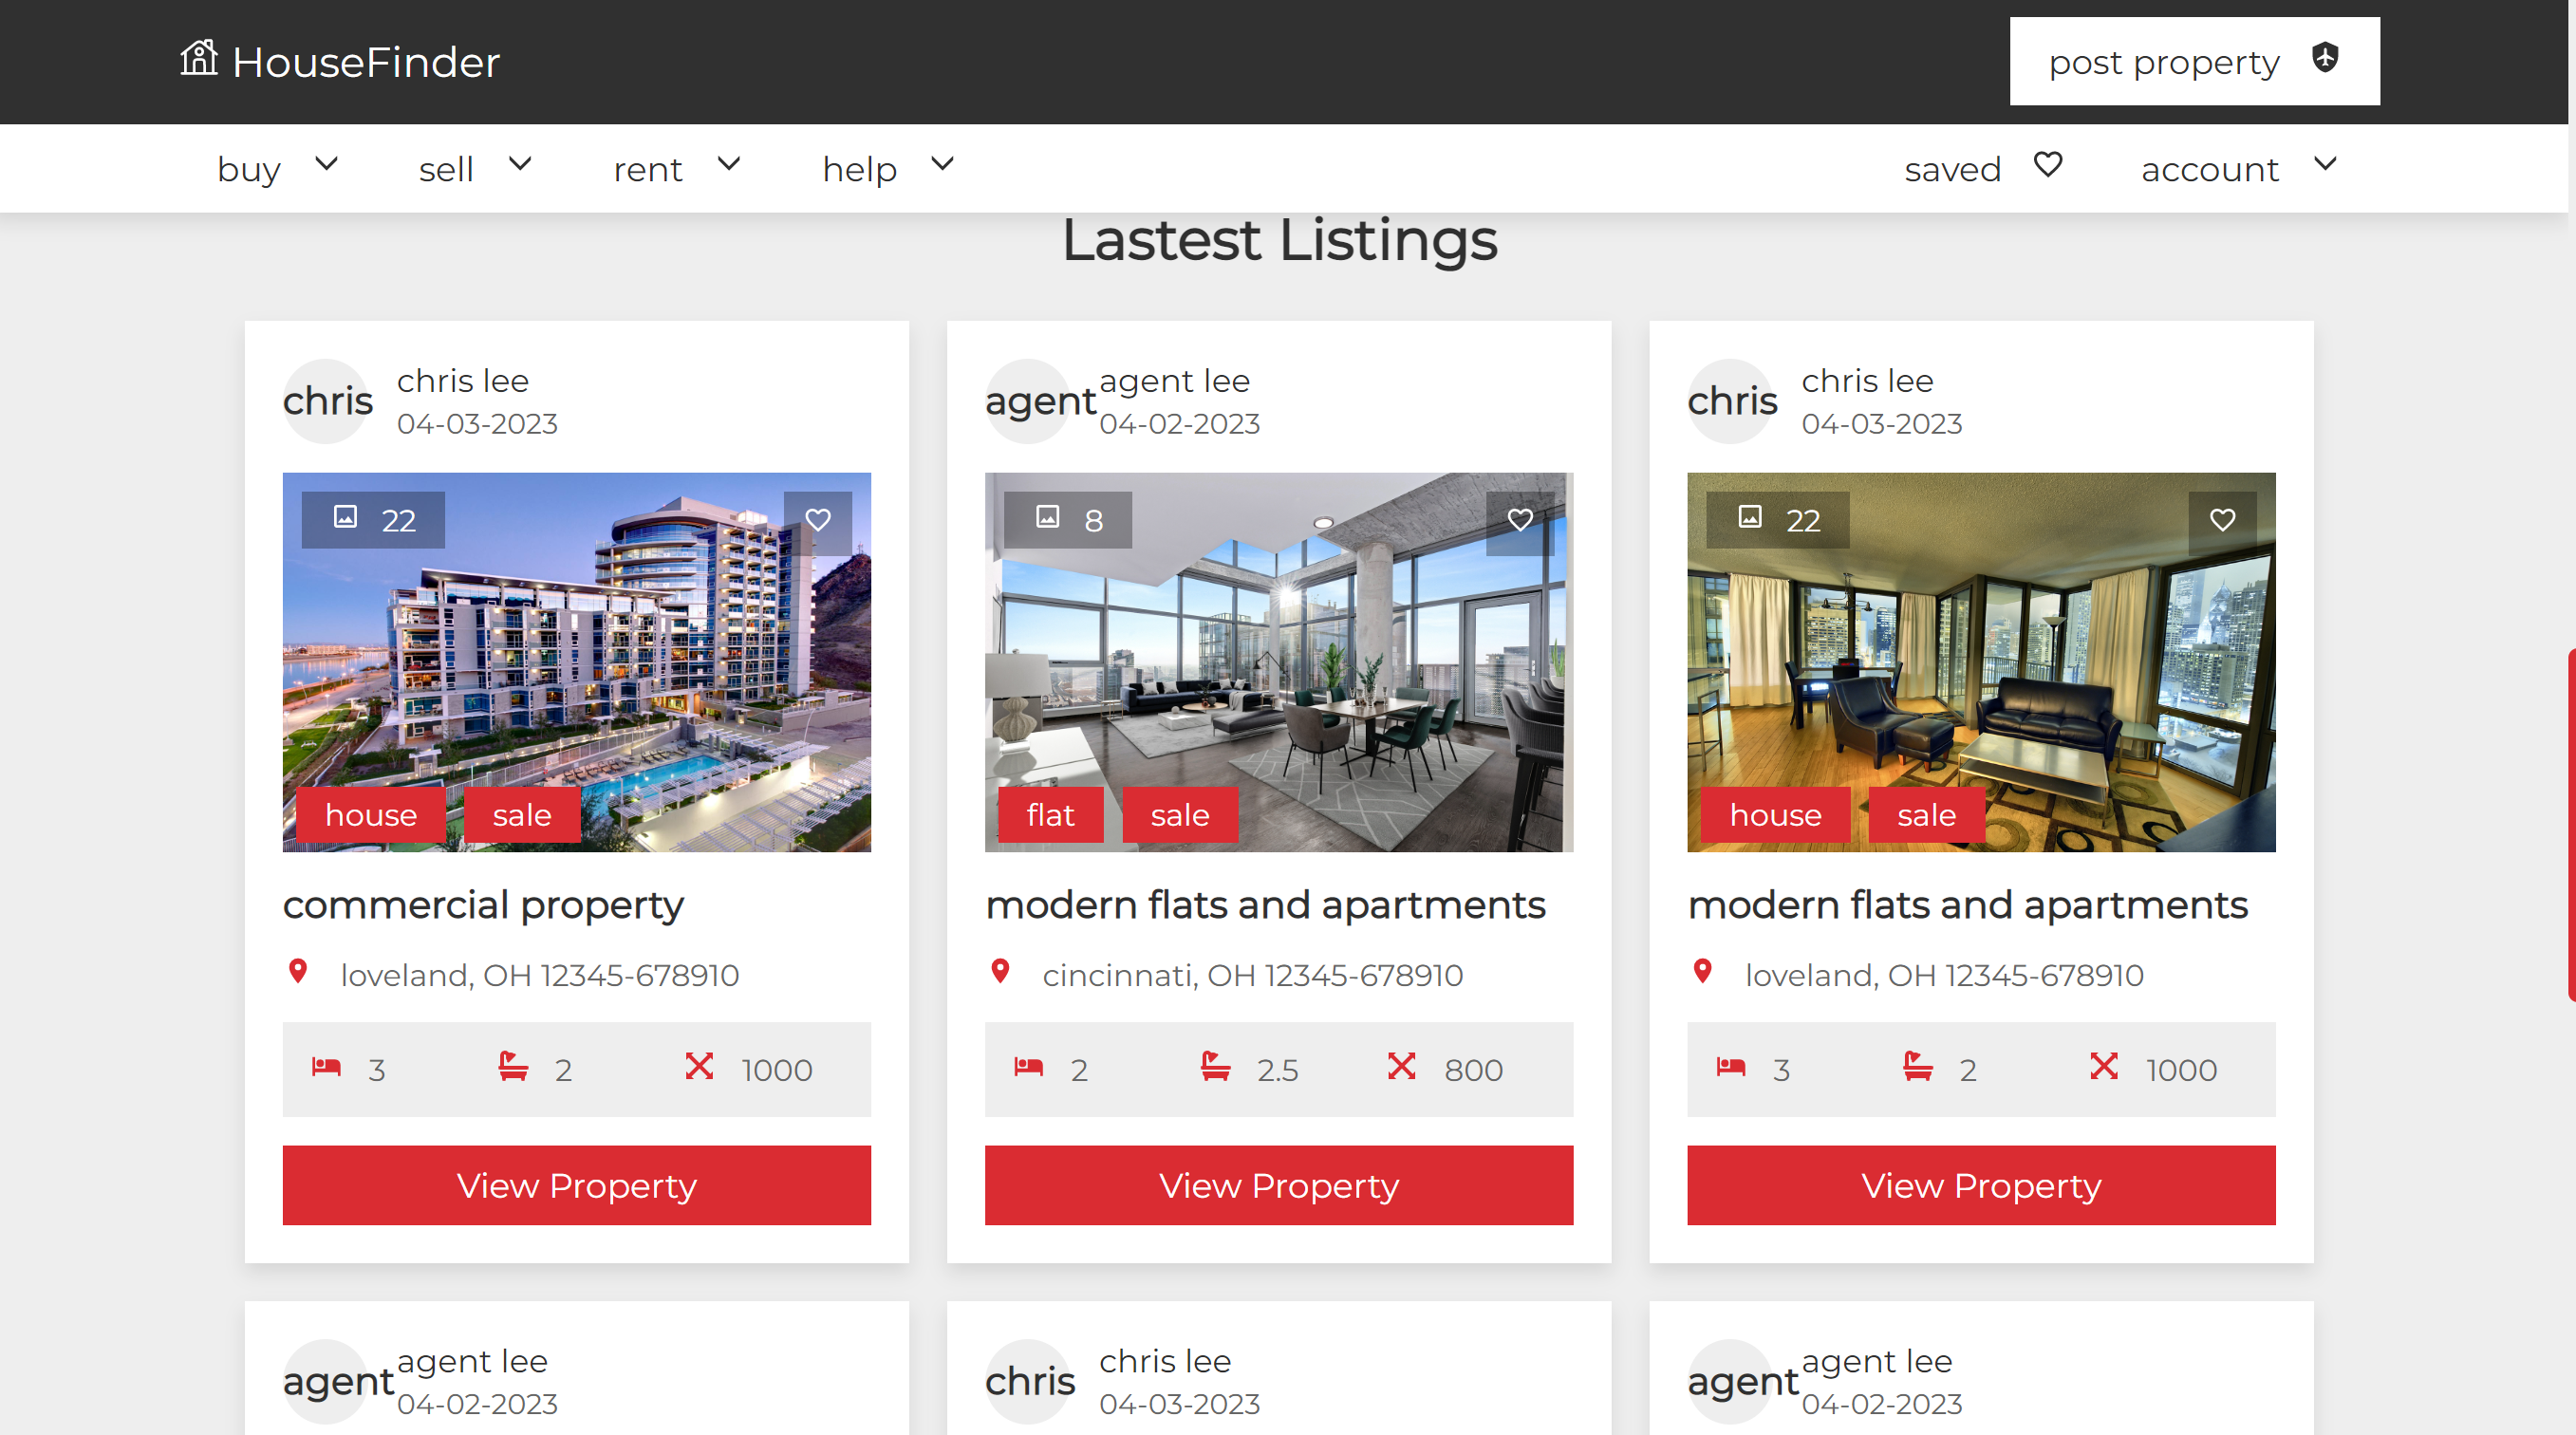 HouseFinder
post property
buy
sell
rent
help
saved
account
Lastest Listings
chris
chris lee
04-03-2023
22
house
sale
commercial property
loveland, OH 12345-678910
3
2
1000
View Property
agent
agent lee
04-02-2023
8
flat
sale
modern flats and apartments
cincinnati, OH 12345-678910
2
2.5
800
View Property
chris
chris lee
04-03-2023
22
house
sale
modern flats and apartments
loveland, OH 12345-678910
3
2
1000
View Property
agent
agent lee
04-02-2023
chris
chris lee
04-03-2023
agent
agent lee
04-02-2023